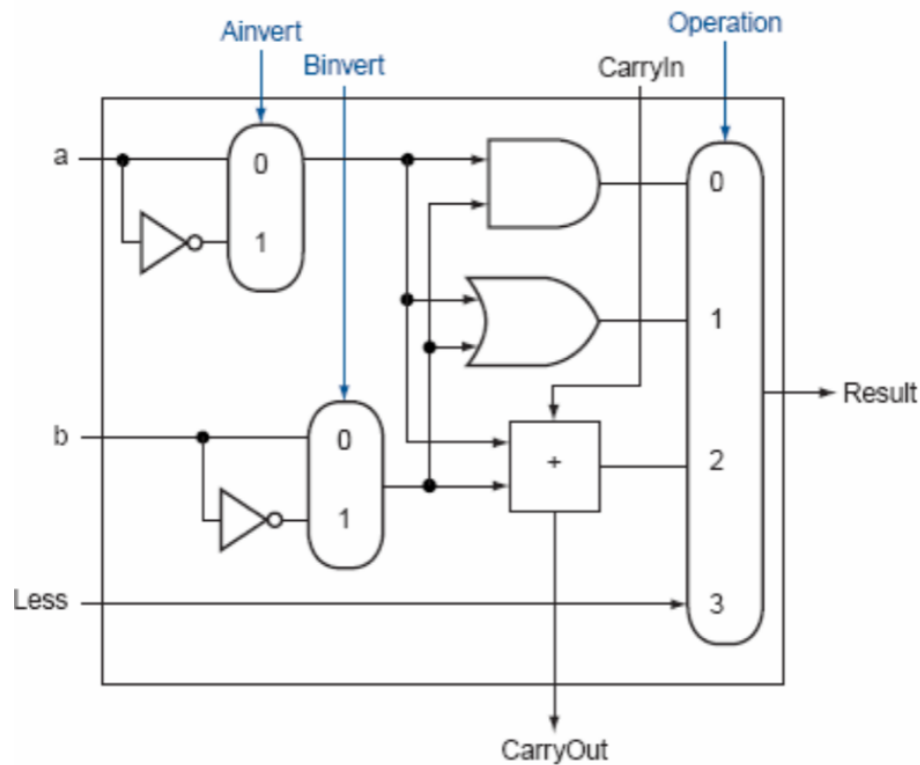 Operation
Ainvert
Binvert
CarryIn
a
0
1
0
1
Result
b
0
1
+
2
Less
3
CarryOut